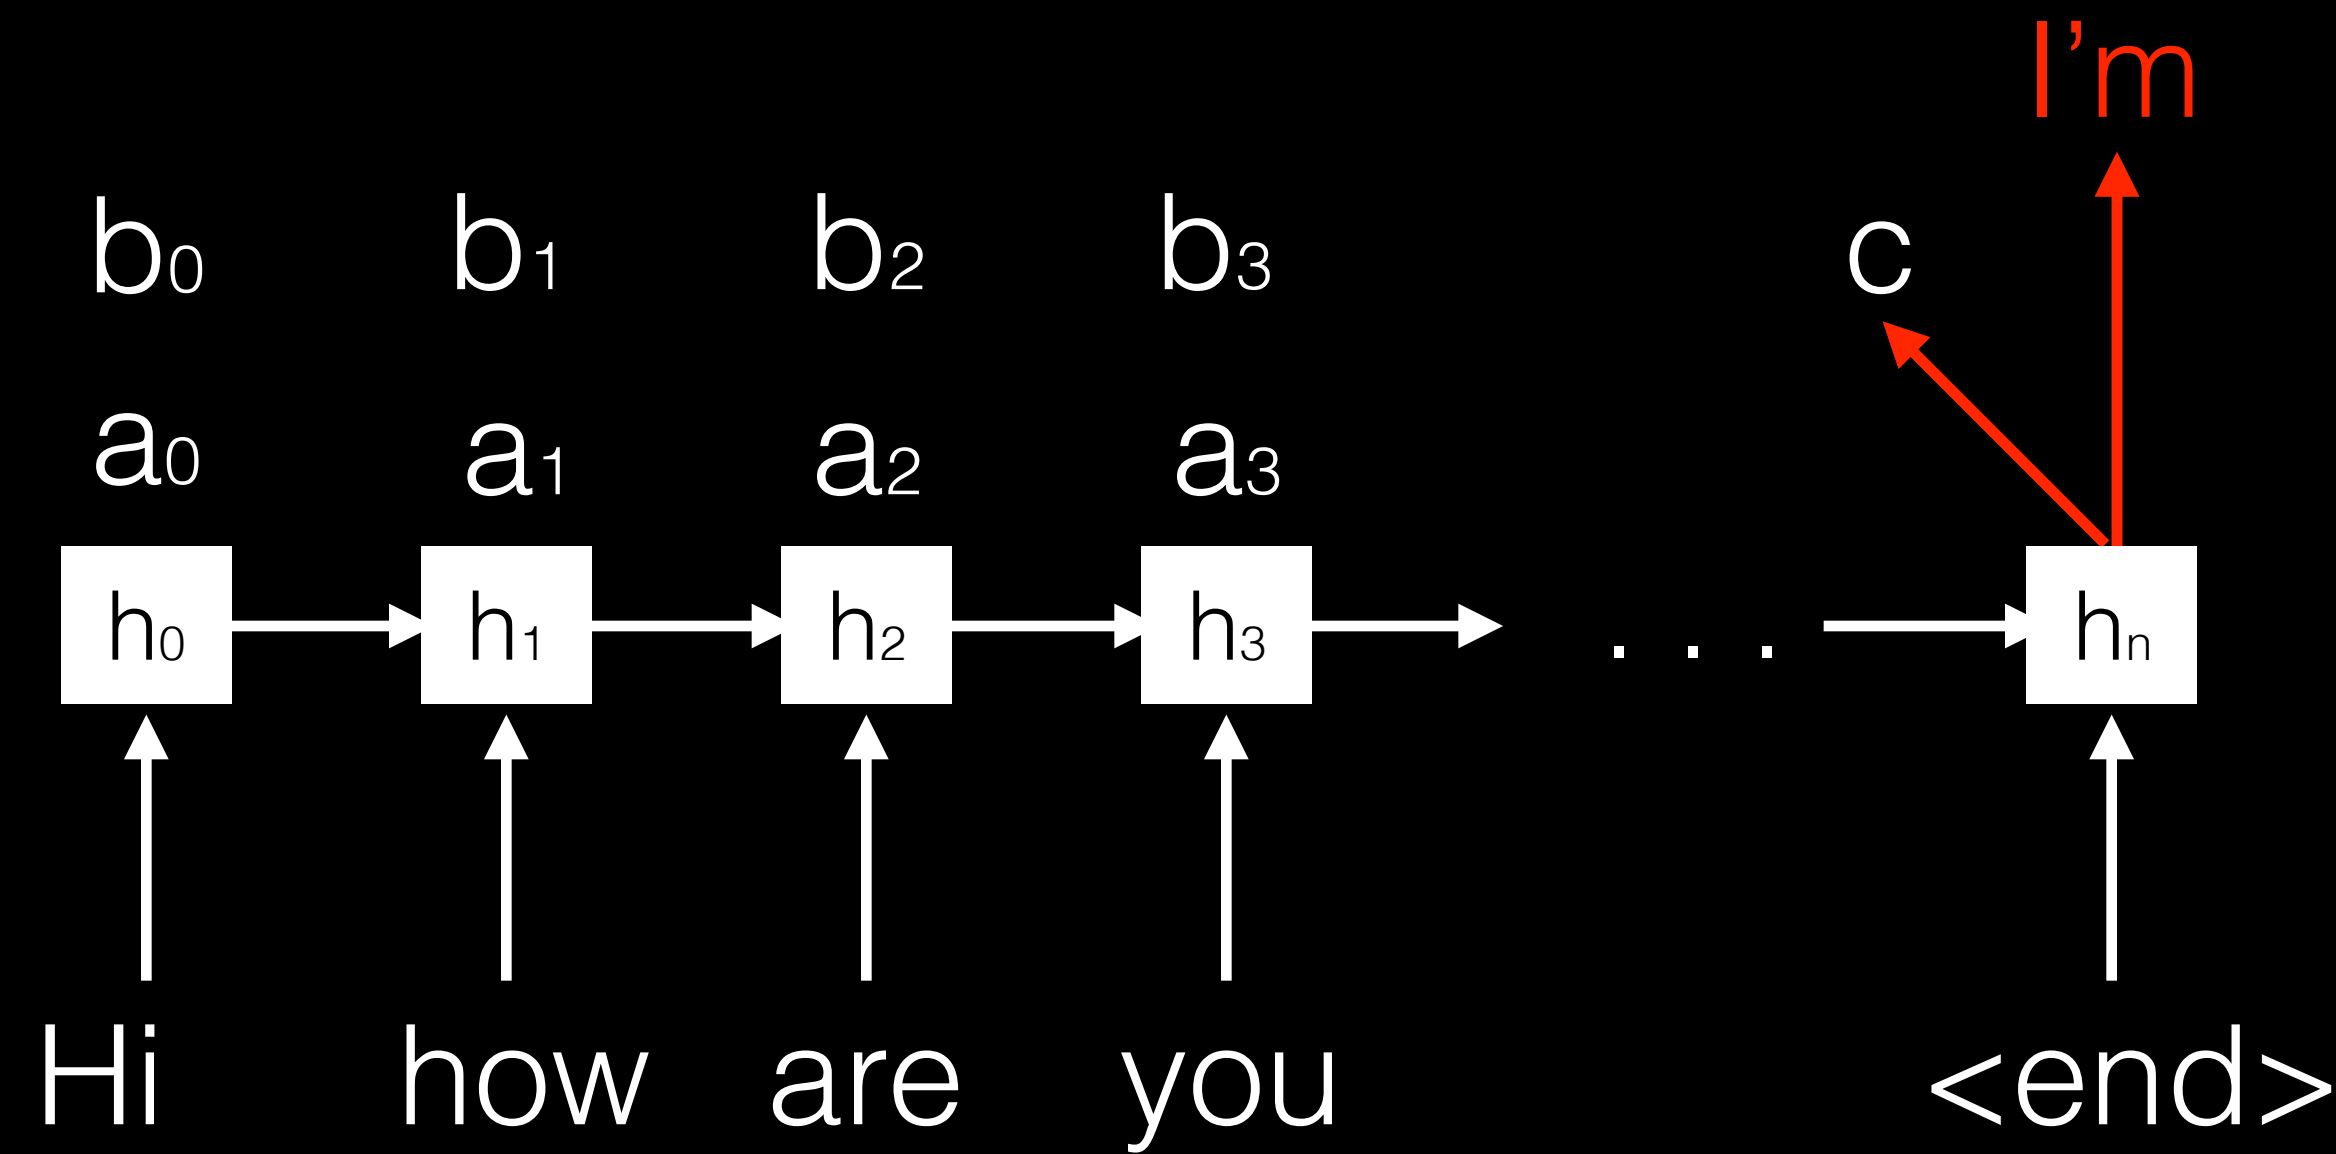 I'm
b0 b1 b2 b3 c
a0 a1 a2 a3
h0 h1 h2 h3 . . . hn
Hi how are you <end>